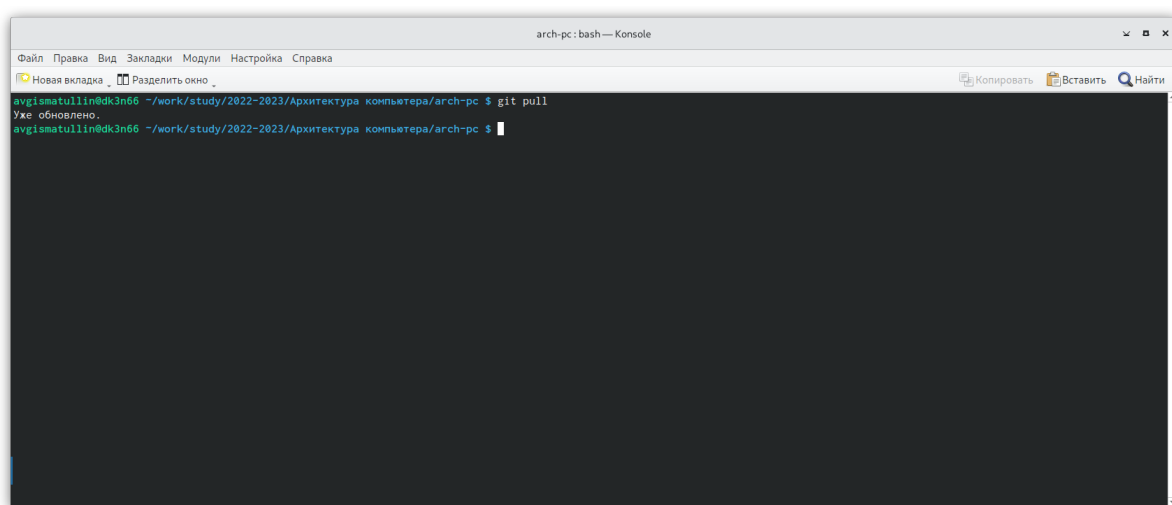 arch-pc : bash — Konsole
Файл Правка Вид Закладки Модули Настройка Справка
Новая вкладка Разделить окно Копировать Вставить Найти
avgismatullin@dk3n66 ~/work/study/2022-2023/Архитектура компьютера/arch-pc $ git pull
Уже обновлено.
avgismatullin@dk3n66 ~/work/study/2022-2023/Архитектура компьютера/arch-pc $